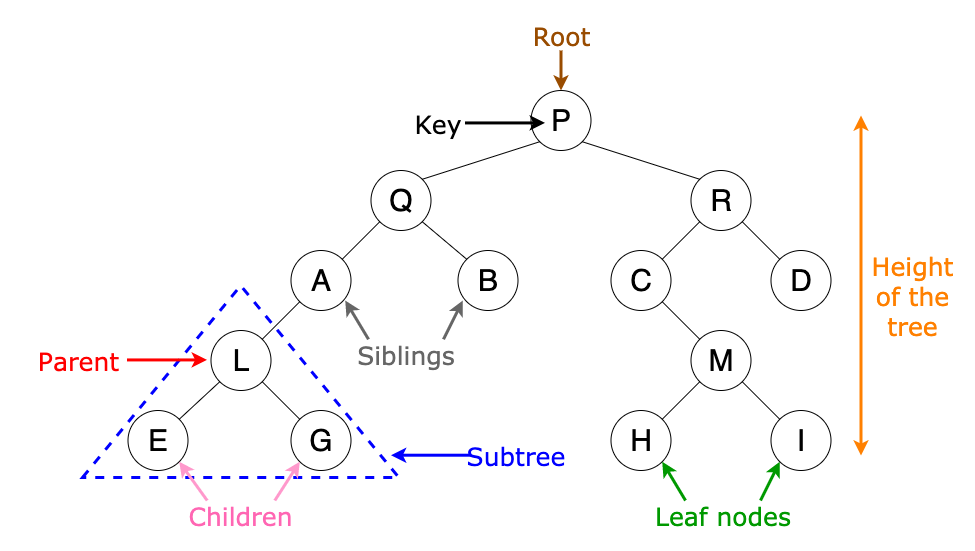 Root
Key
P
Q
R
A
B
C
D
Height
of the
tree
Siblings
Parent
L
M
E
G
H
I
Subtree
Children
Leaf nodes